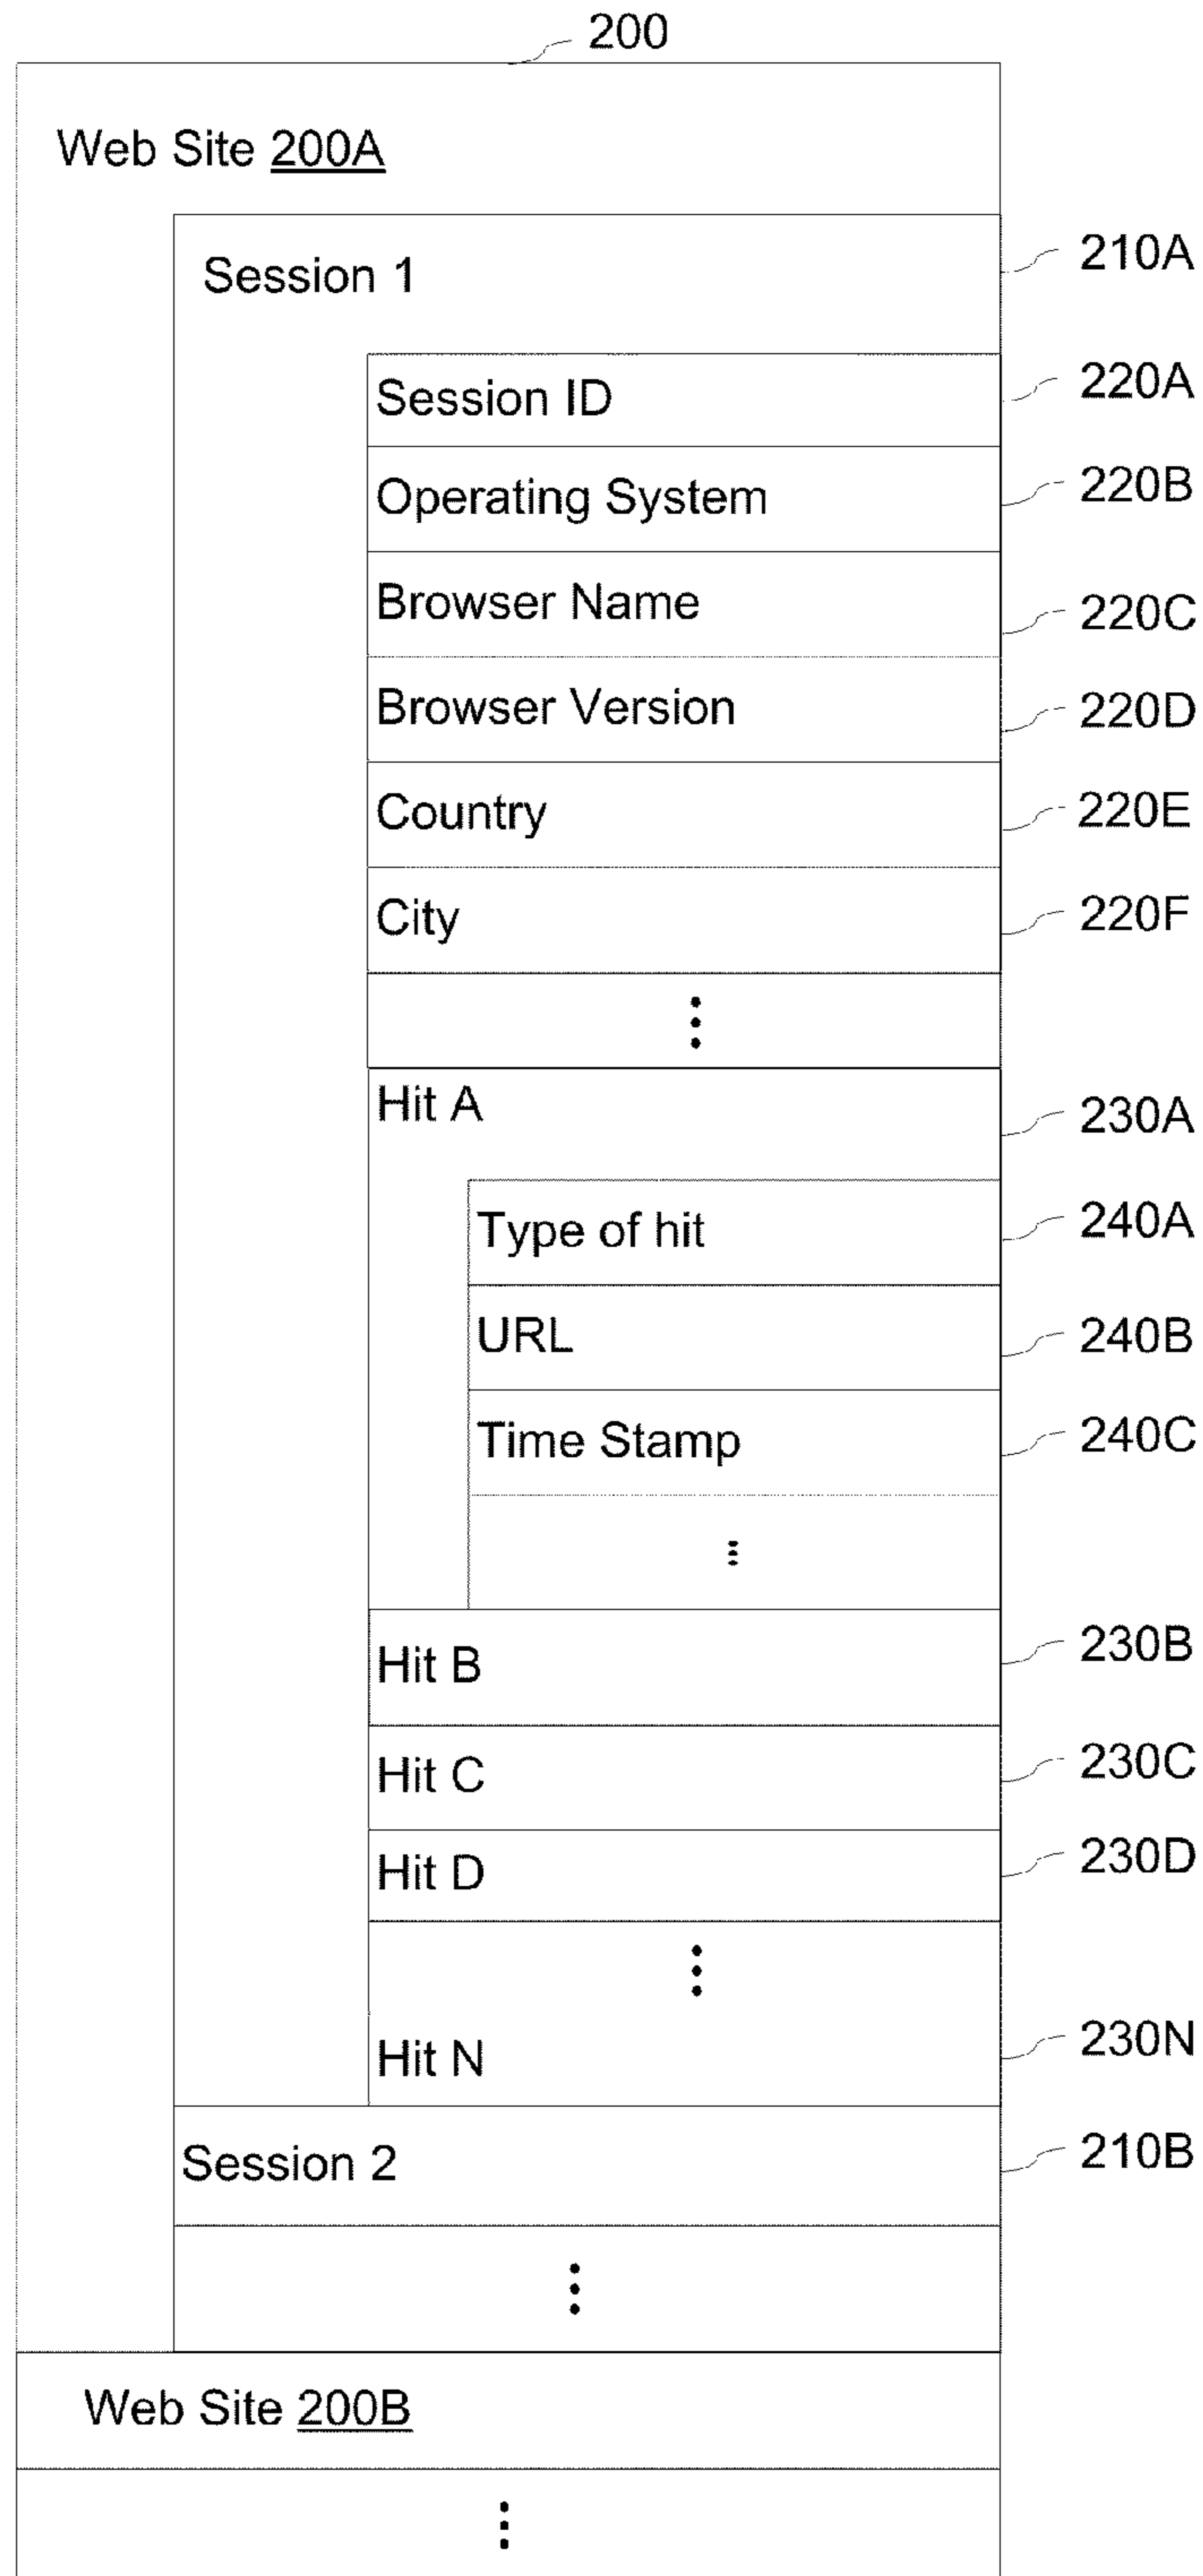 200
Web Site 200A
Session 1 210A
Session ID 220A
Operating System 220B
Browser Name 220C
Browser Version 220D
Country 220E
City 220F
Hit A 230A
Type of hit 240A
URL 240B
Time Stamp 240C
Hit B 230B
Hit C 230C
Hit D 230D
Hit N 230N
Session 2 210B
Web Site 200B